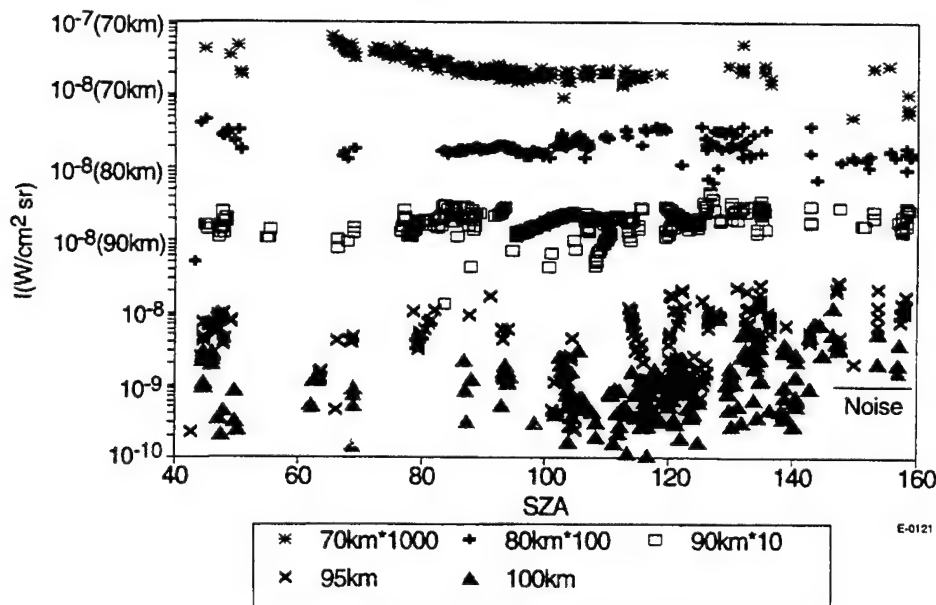 10⁻⁷(70km)
10⁻⁸(70km)
10⁻⁸(80km)
10⁻⁸(90km)
10⁻⁸
10⁻⁹
10⁻¹⁰
I(W/cm² sr)
Noise
40 60 80 100 120 140 160
SZA
E-0121
70km*1000 80km*100 90km*10
95km 100km